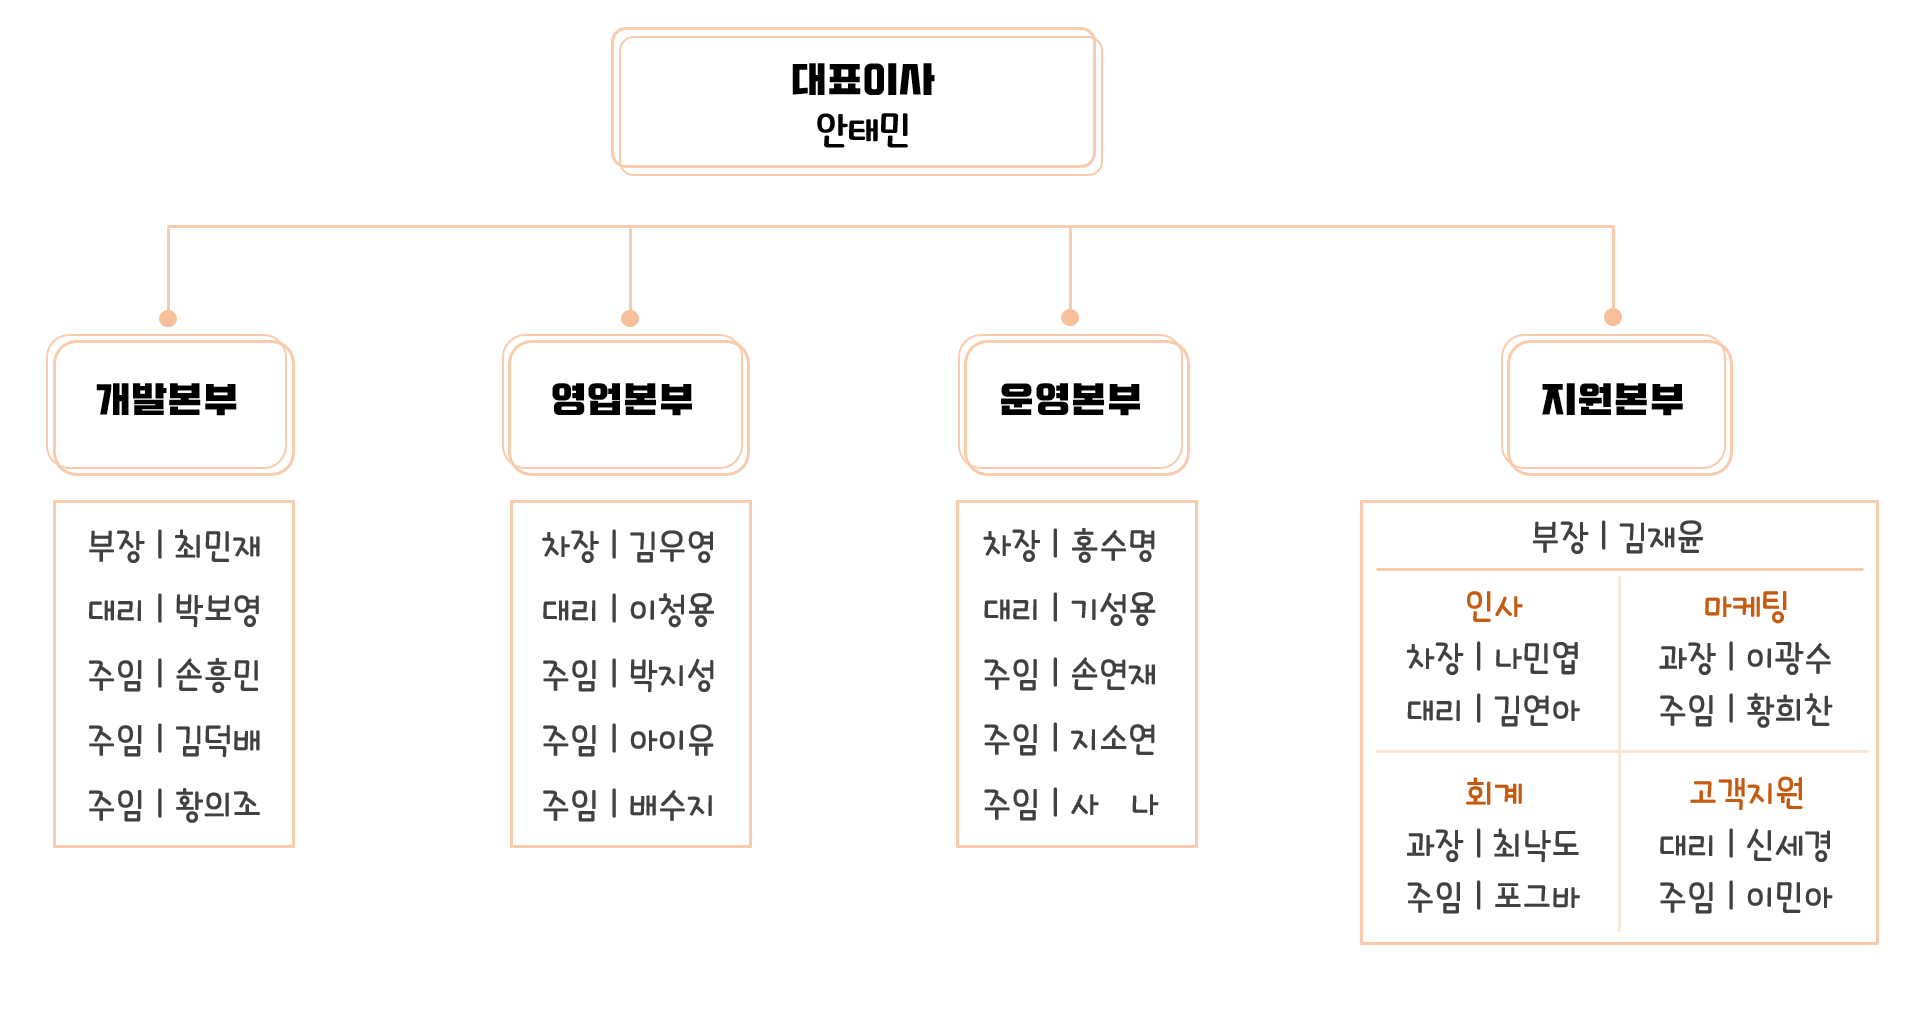 대표이사
안태민
개발본부
부장 | 최민재
대리 | 박보영
주임 | 손흥민
주임 | 김덕배
주임 | 황의조
영업본부
차장 | 김우영
대리 | 이청용
주임 | 박지성
주임 | 아이유
주임 | 배수지
운영본부
차장 | 홍수명
대리 | 기성용
주임 | 손연재
주임 | 지소연
주임 | 사 나
지원본부
부장 | 김재윤
인사
차장 | 나민엽
대리 | 김연아
마케팅
과장 | 이광수
주임 | 황희찬
회계
과장 | 최낙도
주임 | 포그바
고객지원
대리 | 신세경
주임 | 이민아